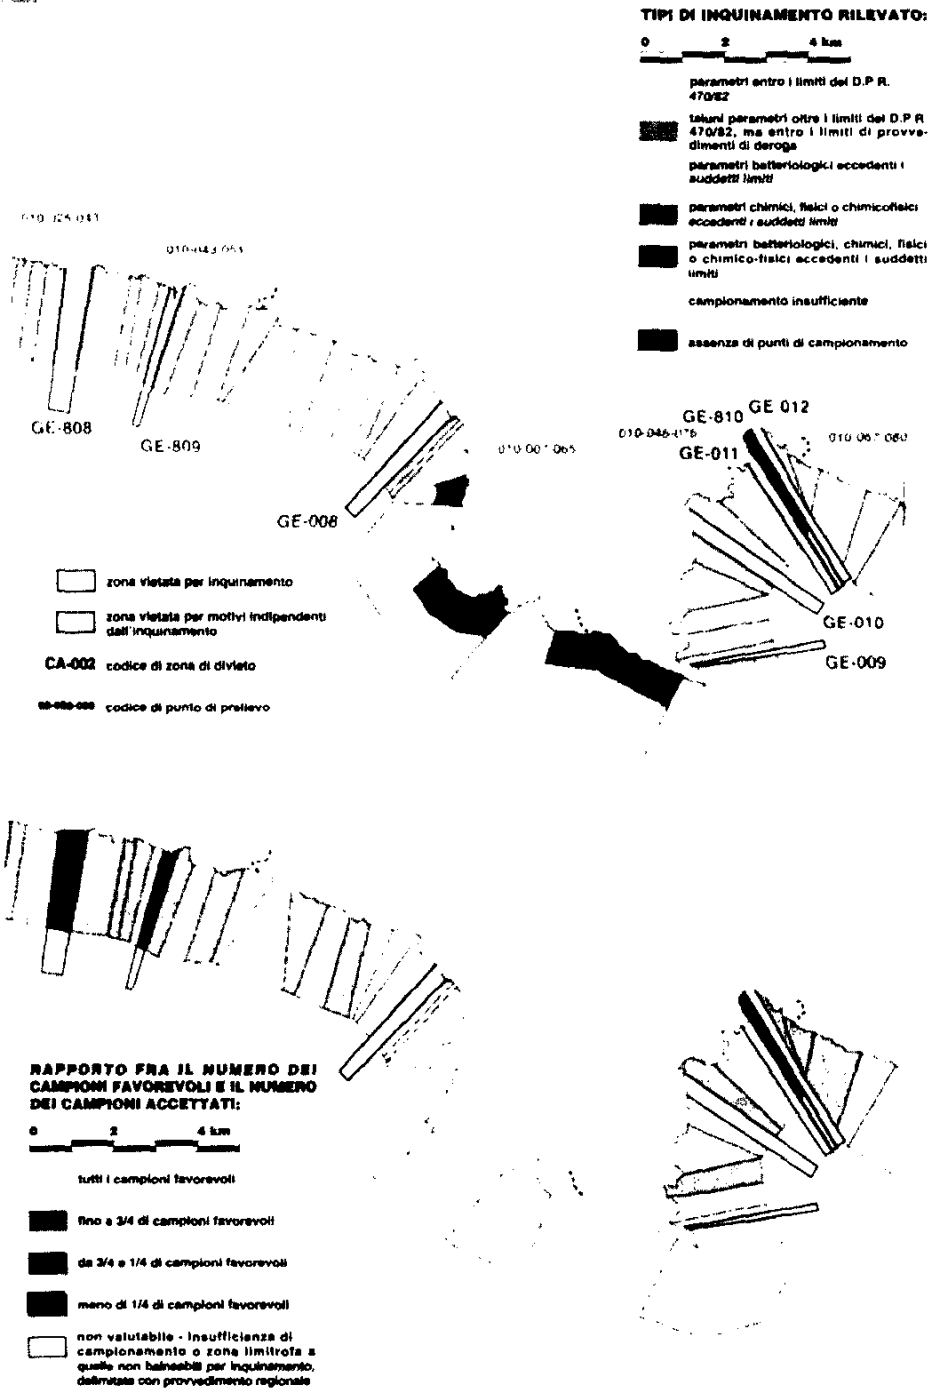 TIPI DI INQUINAMENTO RILEVATO:
0 2 4 km
parametri entro i limiti del D.P R.
470/82
taluni parametri oltre i limiti del D.P R
470/82, ma entro i limiti di provve-
dimenti di deroga
parametri batteriologici eccedenti i
suddetti limiti
parametri chimici, fisici o chimicofisici
eccedenti i suddetti limiti
parametri batteriologici, chimici, fisici
o chimico-fisici eccedenti i suddetti
limiti
campionamento insufficiente
assenza di punti di campionamento
GE-808
GE-809
GE-008
GE-810 GE 012
GE-011
GE-010
GE-009
zona vietata per inquinamento
zona vietata per motivi indipendenti
dall'inquinamento
CA-002 codice di zona di divieto
codice di punto di prelievo
RAPPORTO FRA IL NUMERO DEI
CAMPIONI FAVOREVOLI E IL NUMERO
DEI CAMPIONI ACCETTATI:
0 2 4 km
tutti i campioni favorevoli
fino a 3/4 di campioni favorevoli
da 3/4 a 1/4 di campioni favorevoli
meno di 1/4 di campioni favorevoli
non valutabile - insufficienza di
campionamento o zona limitrofa a
quelle non balneabili per inquinamento,
delimitata con provvedimento regionale